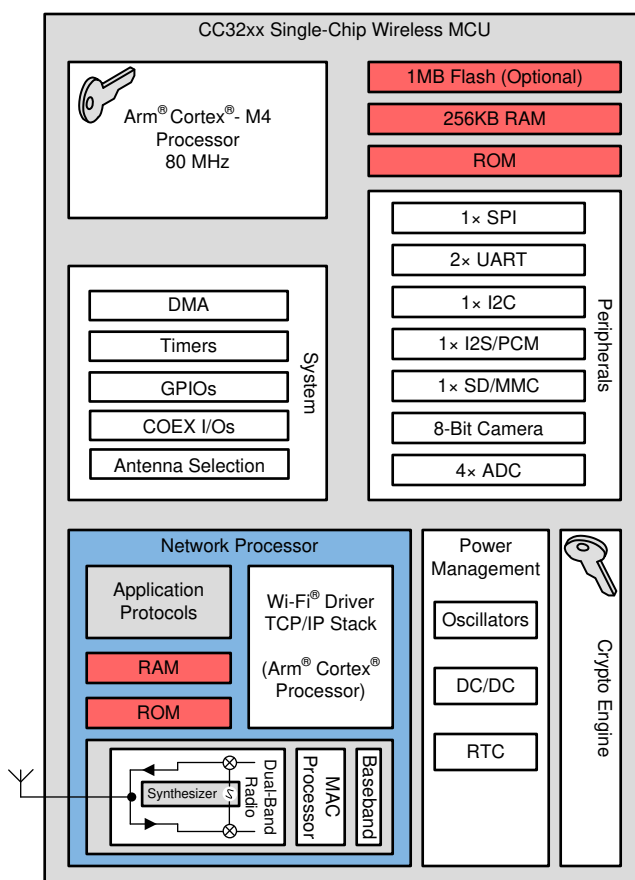 CC32xx Single-Chip Wireless MCU
Arm® Cortex®- M4
Processor
80 MHz
1MB Flash (Optional)
256KB RAM
ROM
1× SPI
2× UART
1× I2C
1× I2S/PCM
1× SD/MMC
8-Bit Camera
4× ADC
Peripherals
DMA
Timers
GPIOs
COEX I/Os
Antenna Selection
System
Network Processor
Application
Protocols
RAM
ROM
Wi-Fi® Driver
TCP/IP Stack
(Arm® Cortex®
Processor)
Synthesizer
Dual-Band
Radio
MAC
Processor
Baseband
Power
Management
Oscillators
DC/DC
RTC
Crypto Engine